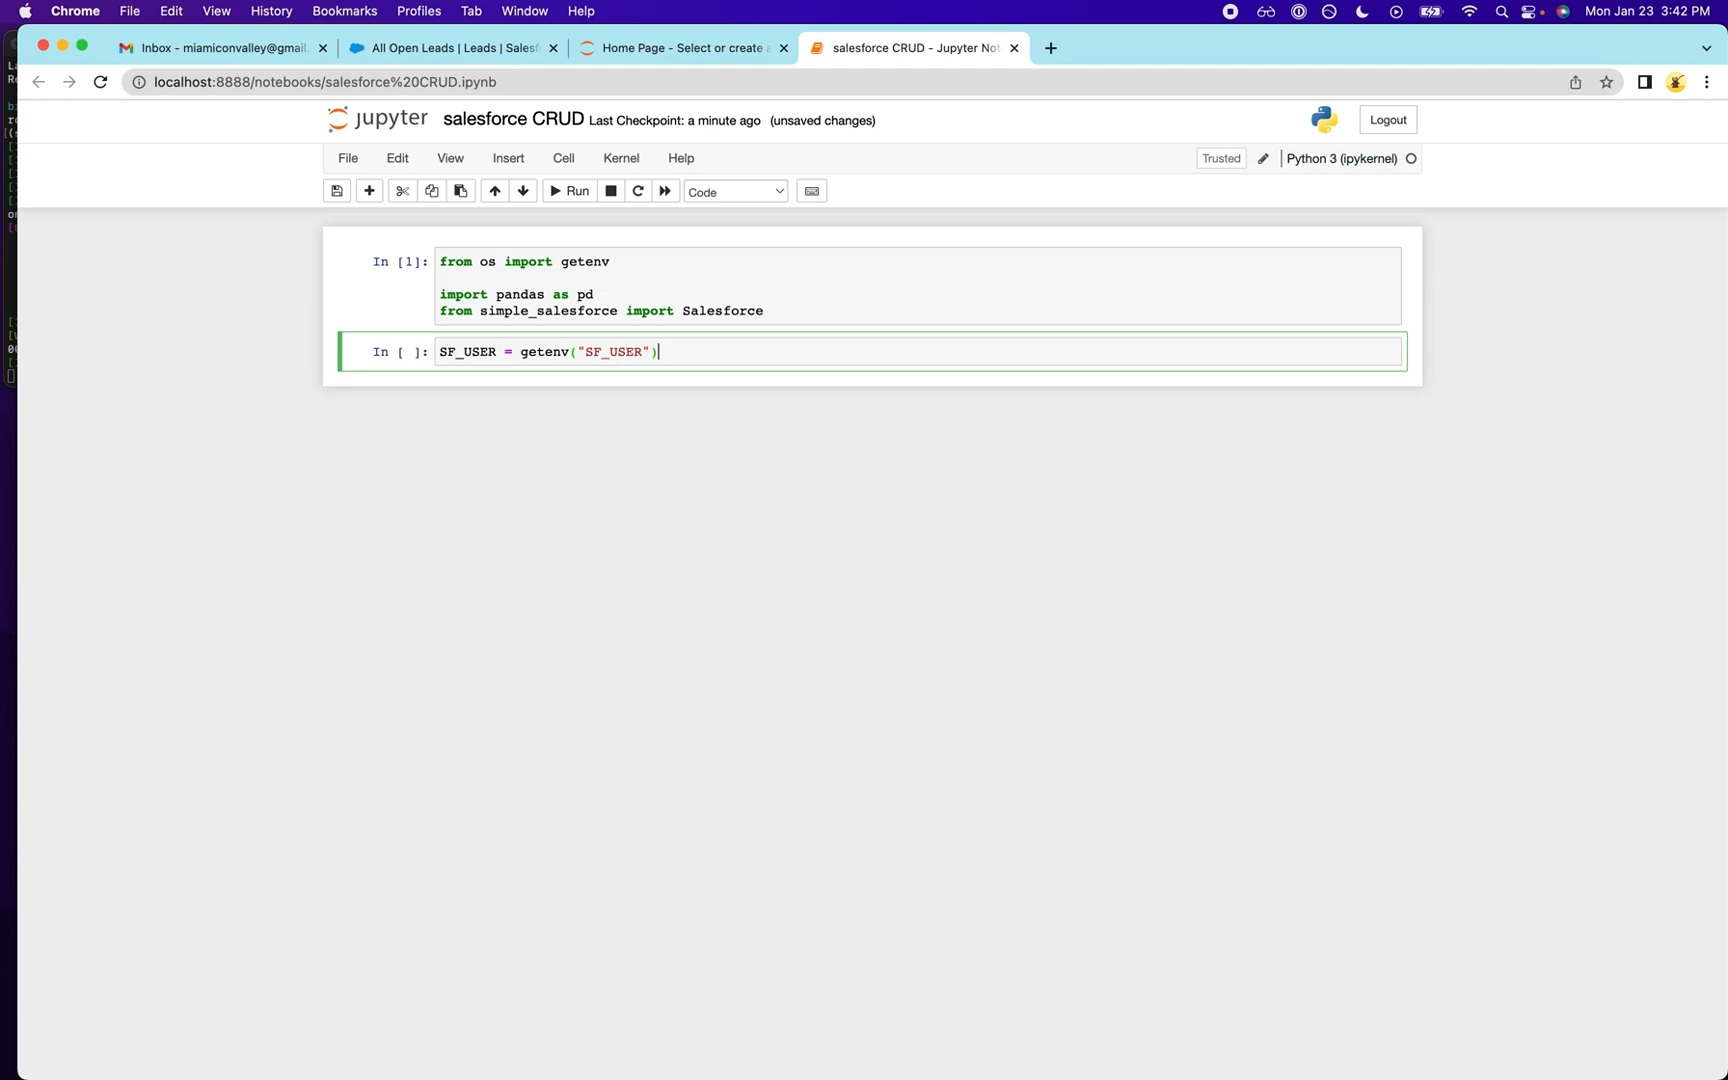 Chrome File Edit View History Bookmarks Profiles Tab Window Help Mon Jan 23 3:42 PM
Inbox - miamiconvalley@gmail. All Open Leads | Leads | Salesf Home Page - Select or create a salesforce CRUD - Jupyter Not
localhost:8888/notebooks/salesforce%20CRUD.ipynb
jupyter salesforce CRUD Last Checkpoint: a minute ago (unsaved changes) Logout
File Edit View Insert Cell Kernel Help Trusted Python 3 (ipykernel)
Run Code
In [1]: from os import getenv
import pandas as pd
from simple_salesforce import Salesforce
In [ ]: SF_USER = getenv("SF_USER")